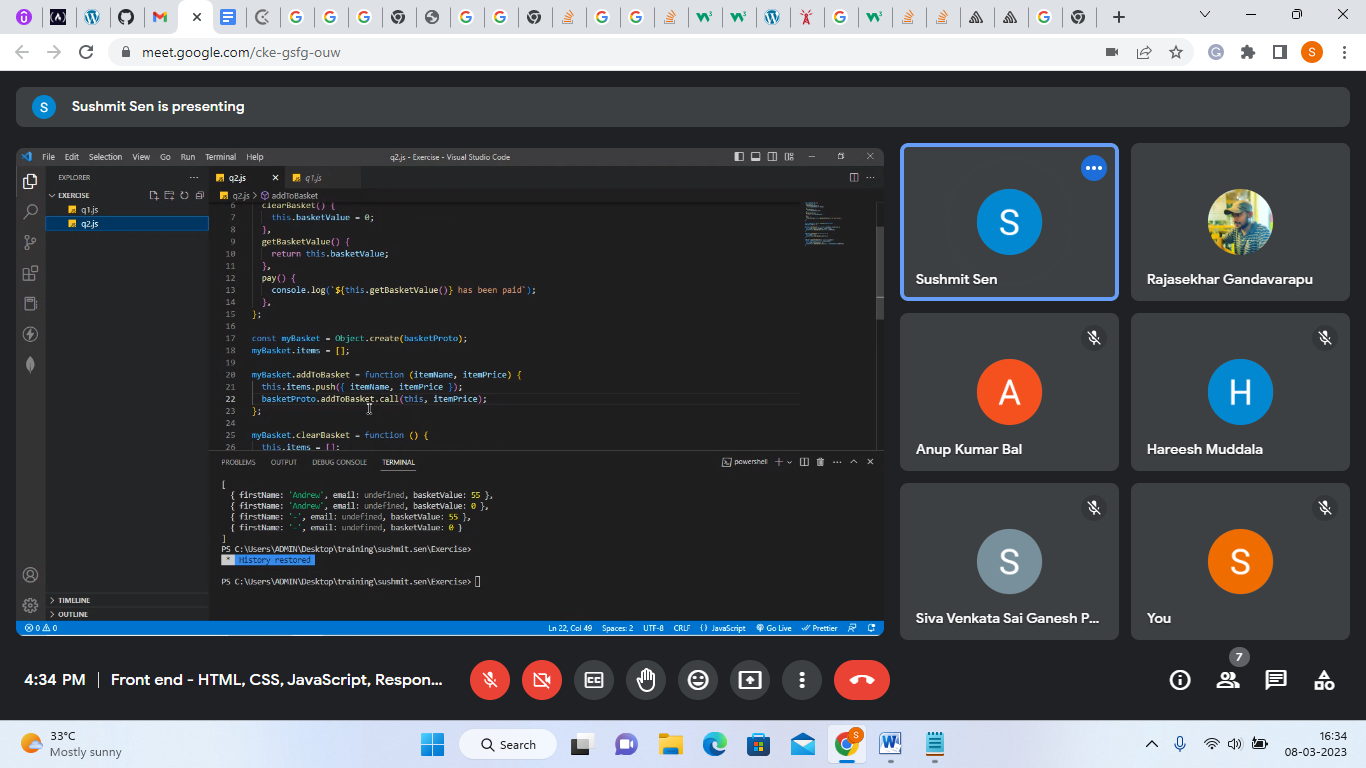 meet.google.com/cke-gsfg-ouw
S
S
Sushmit Sen is presenting
File Edit Selection View Go Run Terminal Help
q2.js - Exercise - Visual Studio Code
EXPLORER
EXERCISE
q1.js
q2.js
TIMELINE
OUTLINE
q2.js
q1.js
q2.js > addToBasket
6 clearBasket() {
7 this.basketValue = 0;
8 },
9 getBasketValue() {
10 return this.basketValue;
11 },
12 pay() {
13 console.log(`${this.getBasketValue()} has been paid`);
14 },
15 };
16
17 const myBasket = Object.create(basketProto);
18 myBasket.items = [];
19
20 myBasket.addToBasket = function (itemName, itemPrice) {
21 this.items.push({ itemName, itemPrice });
22 basketProto.addToBasket.call(this, itemPrice);
23 };
24
25 myBasket.clearBasket = function () {
26 this.items = [];
PROBLEMS OUTPUT DEBUG CONSOLE TERMINAL
powershell
[
{ firstName: 'Andrew', email: undefined, basketValue: 55 },
{ firstName: 'Andrew', email: undefined, basketValue: 0 },
{ firstName: '-', email: undefined, basketValue: 55 },
{ firstName: '-', email: undefined, basketValue: 0 }
]
PS C:\Users\ADMIN\Desktop\training\sushmit.sen\Exercise>
* History restored
PS C:\Users\ADMIN\Desktop\training\sushmit.sen\Exercise>
0 0
Ln 22, Col 49 Spaces: 2 UTF-8 CRLF {} JavaScript Go Live Prettier
S
Sushmit Sen
Rajasekhar Gandavarapu
A
Anup Kumar Bal
H
Hareesh Muddala
S
Siva Venkata Sai Ganesh P...
S
You
4:34 PM | Front end - HTML, CSS, JavaScript, Respon...
7
33°C
Mostly sunny
Search
S
16:34
08-03-2023